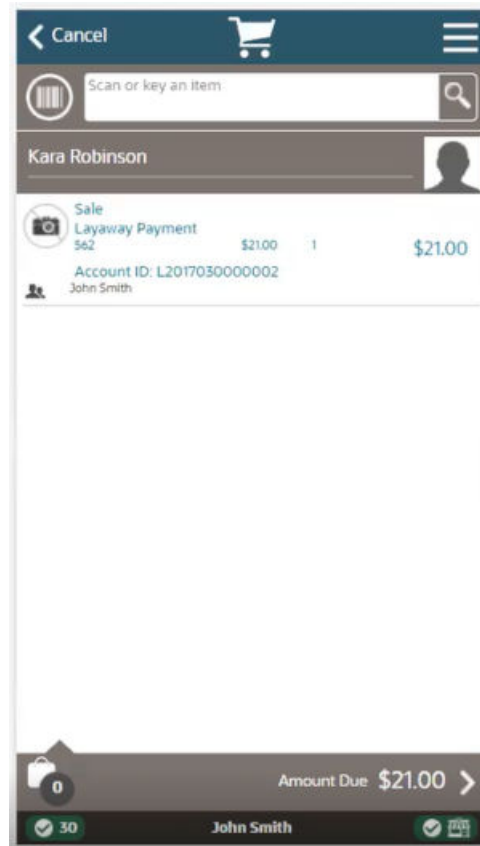 Cancel
Scan or key an item
Kara Robinson
Sale
Layaway Payment
562 $21.00 1 $21.00
Account ID: L2017030000002
John Smith
0
Amount Due $21.00
30 John Smith